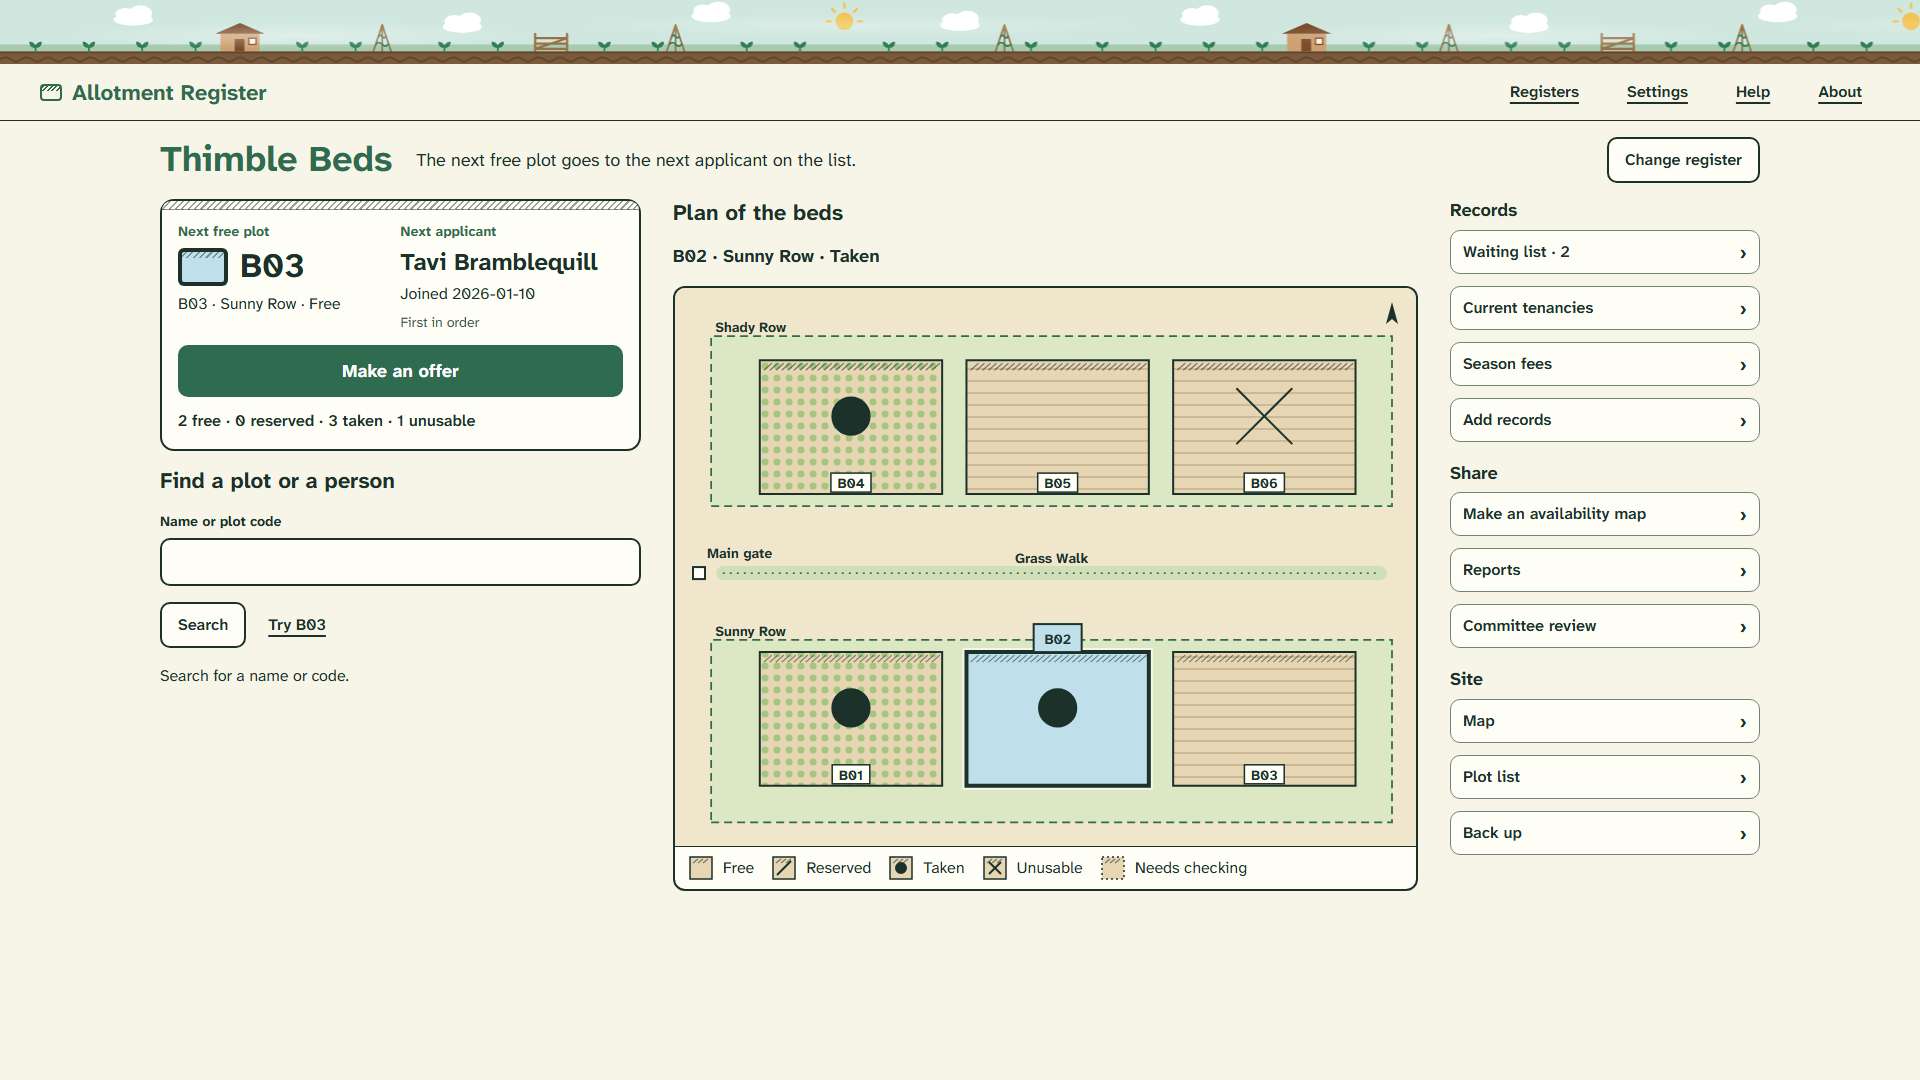 Allotment Register
Registers
Settings
Help
About
Thimble Beds
The next free plot goes to the next applicant on the list.
Change register
Next free plot
B03
B03 · Sunny Row · Free
Next applicant
Tavi Bramblequill
Joined 2026-01-10
First in order
Make an offer
2 free · 0 reserved · 3 taken · 1 unusable
Find a plot or a person
Name or plot code
Search
Try B03
Search for a name or code.
Plan of the beds
B02 · Sunny Row · Taken
Shady Row
B04
B05
B06
Main gate
Grass Walk
Sunny Row
B02
B01
B03
Free
Reserved
Taken
Unusable
Needs checking
Records
Waiting list · 2
Current tenancies
Season fees
Add records
Share
Make an availability map
Reports
Committee review
Site
Map
Plot list
Back up